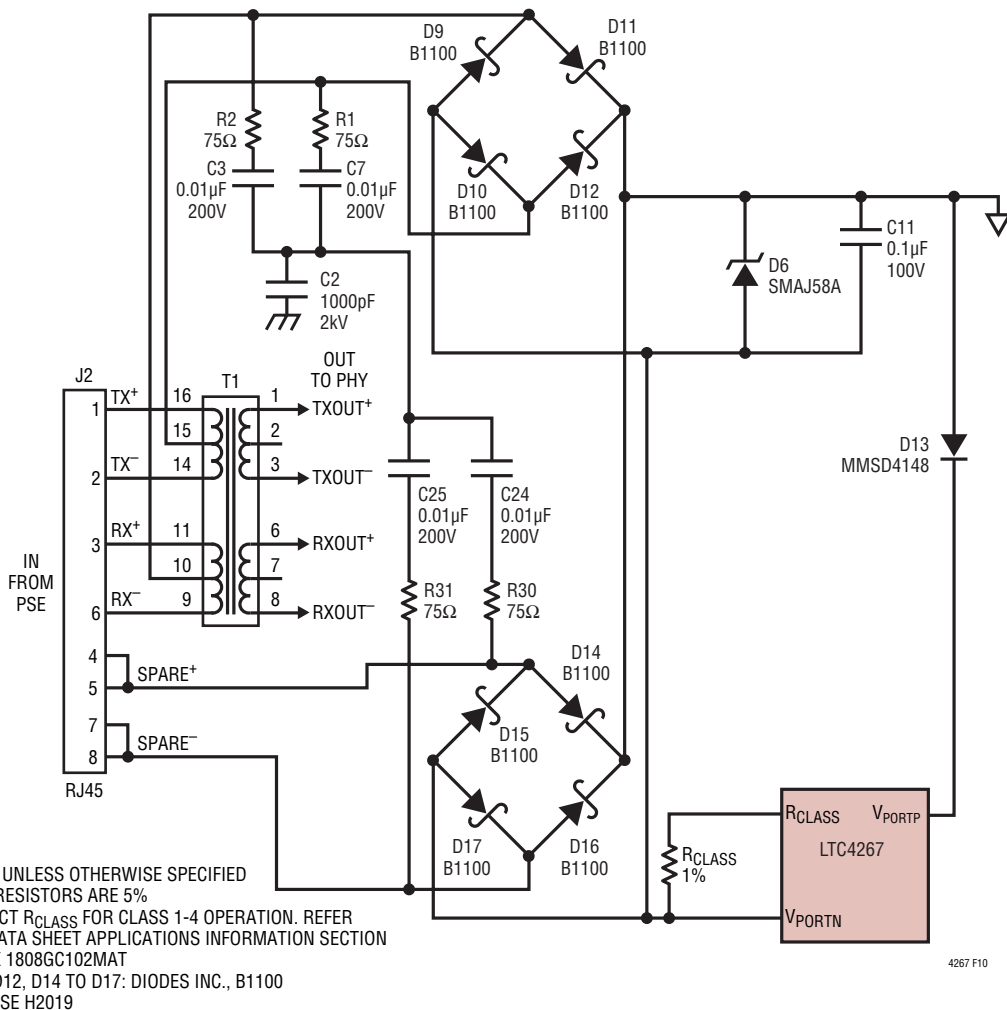 D9
B1100
D11
B1100
R2
75Ω
R1
75Ω
C3
0.01µF
200V
C7
0.01µF
200V
D10
B1100
D12
B1100
C2
1000pF
2kV
D6
SMAJ58A
C11
0.1µF
100V
D13
MMSD4148
J2
T1
OUT
TO PHY
1 TX+ 16 1 TXOUT+
15 2
2 TX− 14 3 TXOUT−
3 RX+ 11 6 RXOUT+
10 7
6 RX− 9 8 RXOUT−
IN
FROM
PSE
4
5 SPARE+
7
8 SPARE−
RJ45
C25
0.01µF
200V
C24
0.01µF
200V
R31
75Ω
R30
75Ω
D14
B1100
D15
B1100
D17
B1100
D16
B1100
RCLASS
1%
RCLASS VPORTP
LTC4267
VPORTN
UNLESS OTHERWISE SPECIFIED
RESISTORS ARE 5%
CT RCLASS FOR CLASS 1-4 OPERATION. REFER
ATA SHEET APPLICATIONS INFORMATION SECTION
1808GC102MAT
D12, D14 TO D17: DIODES INC., B1100
SE H2019
4267 F10